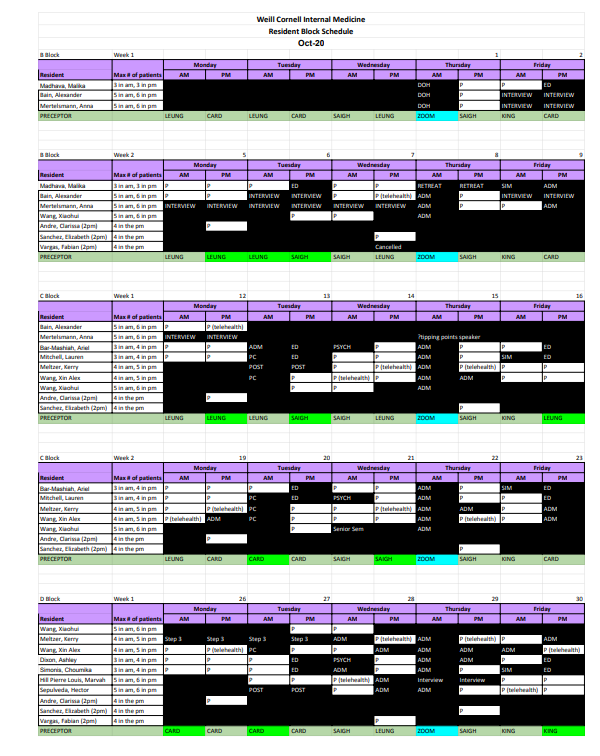 Weill Cornell Internal Medicine
Resident Block Schedule
Oct-20
B Block Week 1 1 2
Monday Tuesday Wednesday Thursday Friday
Resident Max # of patients AM PM AM PM AM PM AM PM AM PM
Madhava, Malika 3 in am, 3 in pm DOH P P ED
Bain, Alexander 5 in am, 6 in pm DOH P INTERVIEW INTERVIEW
Mertelsmann, Anna 5 in am, 6 in pm DOH P INTERVIEW INTERVIEW
PRECEPTOR LEUNG CARD LEUNG CARD SAIGH LEUNG ZOOM SAIGH KING CARD
B Block Week 2 5 6 7 8 9
Monday Tuesday Wednesday Thursday Friday
Resident Max # of patients AM PM AM PM AM PM AM PM AM PM
Madhava, Malika 3 in am, 3 in pm P P P ED P P RETREAT RETREAT SIM ADM
Bain, Alexander 5 in am, 6 in pm P P INTERVIEW INTERVIEW P P (telehealth) ADM P INTERVIEW INTERVIEW
Mertelsmann, Anna 5 in am, 6 in pm INTERVIEW INTERVIEW INTERVIEW INTERVIEW INTERVIEW INTERVIEW ADM P P ADM
Wang, Xiaohui 5 in am, 6 in pm P P ADM
Andre, Clarissa (2pm) 4 in the pm P
Sanchez, Elizabeth (2pm) 4 in the pm P
Vargas, Fabian (2pm) 4 in the pm Cancelled
PRECEPTOR LEUNG LEUNG LEUNG SAIGH SAIGH LEUNG ZOOM SAIGH KING CARD
C Block Week 1 12 13 14 15 16
Monday Tuesday Wednesday Thursday Friday
Resident Max # of patients AM PM AM PM AM PM AM PM AM PM
Bain, Alexander 5 in am, 6 in pm P P (telehealth)
Mertelsmann, Anna 5 in am, 6 in pm INTERVIEW INTERVIEW ?tipping points speaker
Bar-Mashiah, Ariel 3 in am, 4 in pm P P ADM ED PSYCH P ADM P P ED
Mitchell, Lauren 3 in am, 4 in pm P P PC ED P P ADM P SIM ED
Meltzer, Kerry 4 in am, 5 in pm POST POST P P (telehealth) ADM P (telehealth) P P
Wang, Xin Alex 4 in am, 5 in pm PC P P (telehealth) P ADM ADM P P
Wang, Xiaohui 5 in am, 6 in pm P P ADM
Andre, Clarissa (2pm) 4 in the pm P
Sanchez, Elizabeth (2pm) 4 in the pm P
PRECEPTOR LEUNG LEUNG LEUNG SAIGH SAIGH LEUNG ZOOM SAIGH KING LEUNG
C Block Week 2 19 20 21 22 23
Monday Tuesday Wednesday Thursday Friday
Resident Max # of patients AM PM AM PM AM PM AM PM AM PM
Bar-Mashiah, Ariel 3 in am, 4 in pm P P P ED P P ADM P SIM ED
Mitchell, Lauren 3 in am, 4 in pm P P PC ED PSYCH P ADM P P ED
Meltzer, Kerry 4 in am, 5 in pm P P (telehealth) PC P P P ADM ADM P ADM
Wang, Xin Alex 4 in am, 5 in pm P (telehealth) ADM PC P P P ADM P (telehealth) P ADM
Wang, Xiaohui 5 in am, 6 in pm P Senior Sem ADM
Andre, Clarissa (2pm) 4 in the pm P
Sanchez, Elizabeth (2pm) 4 in the pm P
PRECEPTOR LEUNG CARD CARD CARD SAIGH SAIGH ZOOM SAIGH KING CARD
D Block Week 1 26 27 28 29 30
Monday Tuesday Wednesday Thursday Friday
Resident Max # of patients AM PM AM PM AM PM AM PM AM PM
Wang, Xiaohui 5 in am, 6 in pm P P
Meltzer, Kerry 4 in am, 5 in pm Step 3 Step 3 Step 3 Step 3 ADM P (telehealth) ADM P (telehealth) P ADM
Wang, Xin Alex 4 in am, 5 in pm P P (telehealth) PC P P P ADM ADM ADM P (telehealth)
Dixon, Ashley 3 in am, 4 in pm P P P ED PSYCH P ADM ADM P ED
Simonis, Choumika 3 in am, 4 in pm P P P ED ADM P ADM P SIM ED
Hill Pierre Louis, Marvah 5 in am, 6 in pm P P P (telehealth) ADM Interview Interview P P
Sepulveda, Hector 4 in am, 5 in pm POST POST P ADM ADM P P (telehealth) P
Andre, Clarissa (2pm) 4 in the pm P
Sanchez, Elizabeth (2pm) 4 in the pm P
Vargas, Fabian (2pm) 4 in the pm P
PRECEPTOR CARD CARD CARD CARD SAIGH LEUNG ZOOM SAIGH KING KING